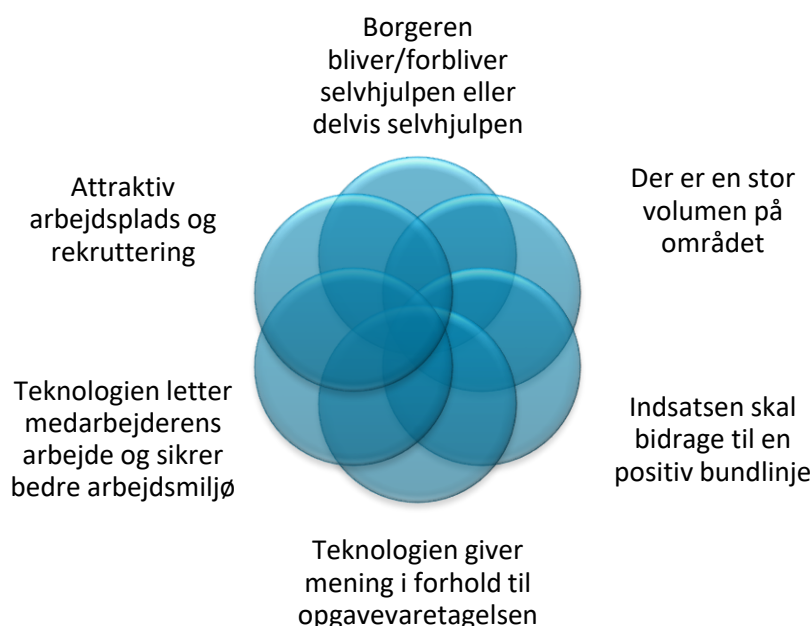 Borgeren
bliver/forbliver
selvhjulpen eller
delvis selvhjulpen
Der er en stor
volumen på
området
Indsatsen skal
bidrage til en
positiv bundlinje
Teknologien giver
mening i forhold til
opgavevaretagelsen
Teknologien letter
medarbejderens
arbejde og sikrer
bedre arbejdsmiljø
Attraktiv
arbejdsplads og
rekruttering